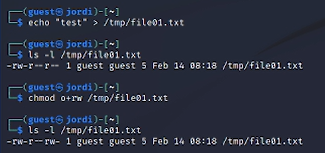 ┌──(guest㉿jordi)-[~]
└─$ echo "test" > /tmp/file01.txt
┌──(guest㉿jordi)-[~]
└─$ ls -l /tmp/file01.txt
-rw-r--r-- 1 guest guest 5 Feb 14 08:18 /tmp/file01.txt
┌──(guest㉿jordi)-[~]
└─$ chmod o+rw /tmp/file01.txt
┌──(guest㉿jordi)-[~]
└─$ ls -l /tmp/file01.txt
-rw-r--rw- 1 guest guest 5 Feb 14 08:18 /tmp/file01.txt